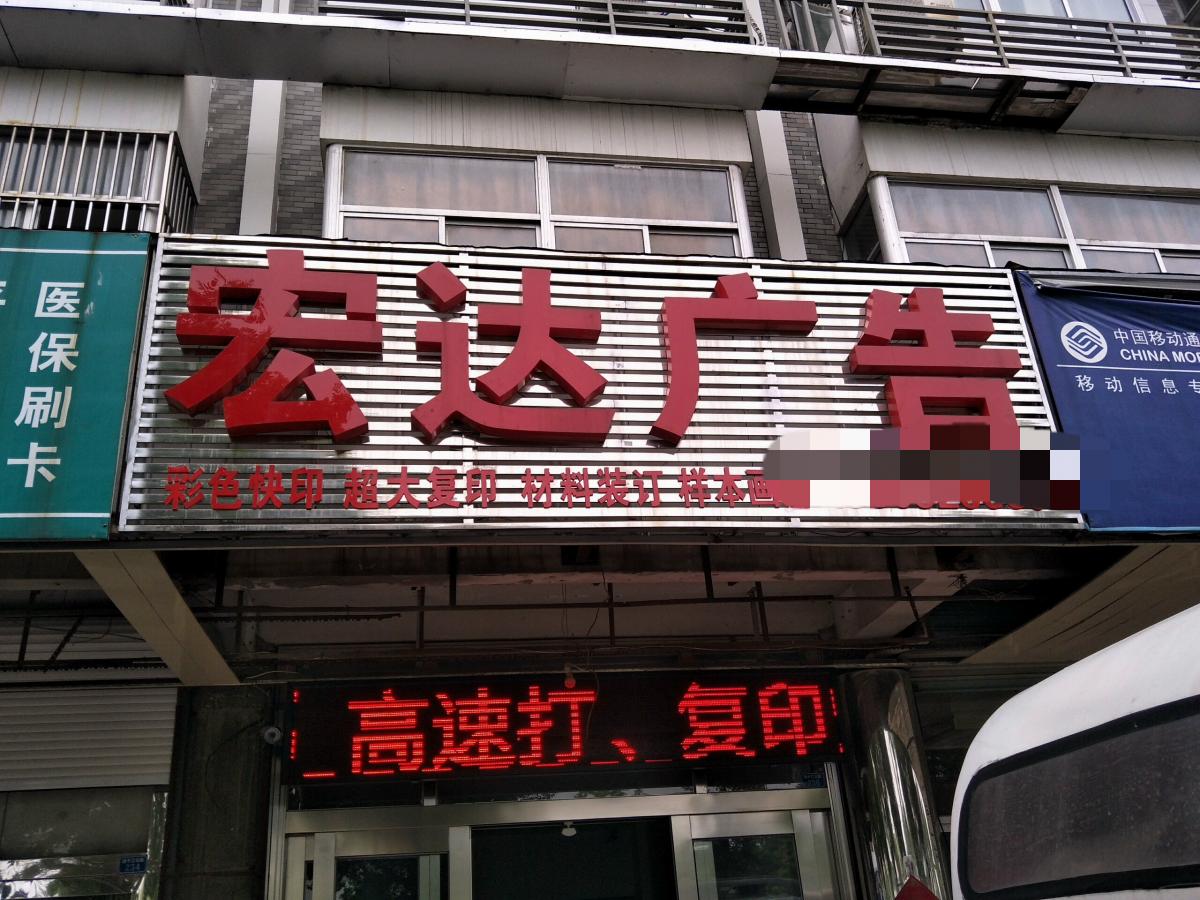 宏达广告
彩色快印 超大复印 材料装订 样本画
高速打、复印
医保刷卡
中国移动通
CHINA MO
移动信息专